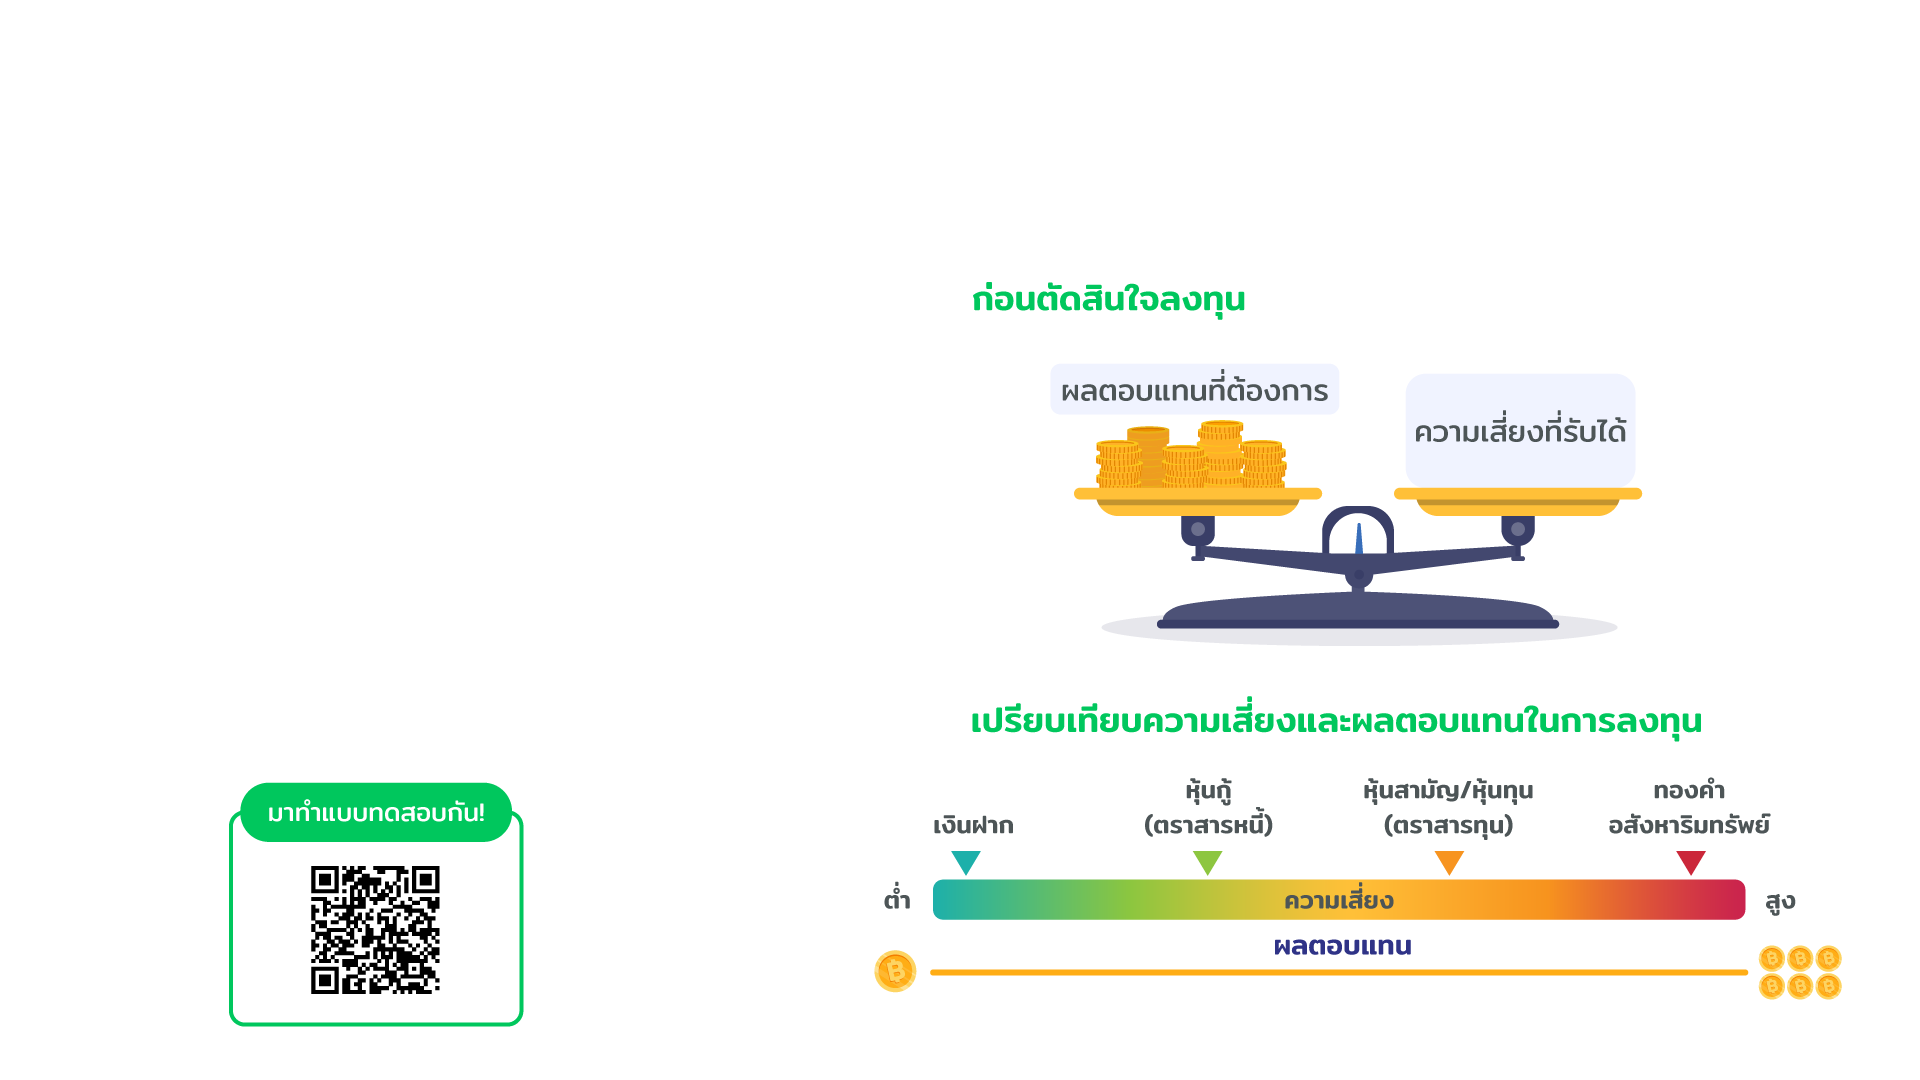 ก่อนตัดสินใจลงทุน
ผลตอบแทนที่ต้องการ
ความเสี่ยงที่รับได้
เปรียบเทียบความเสี่ยงและผลตอบแทนในการลงทุน
เงินฝาก
หุ้นกู้
(ตราสารหนี้)
หุ้นสามัญ/หุ้นทุน
(ตราสารทุน)
ทองคำ
อสังหาริมทรัพย์
ต่ำ
ความเสี่ยง
สูง
ผลตอบแทน
มาทำแบบทดสอบกัน!